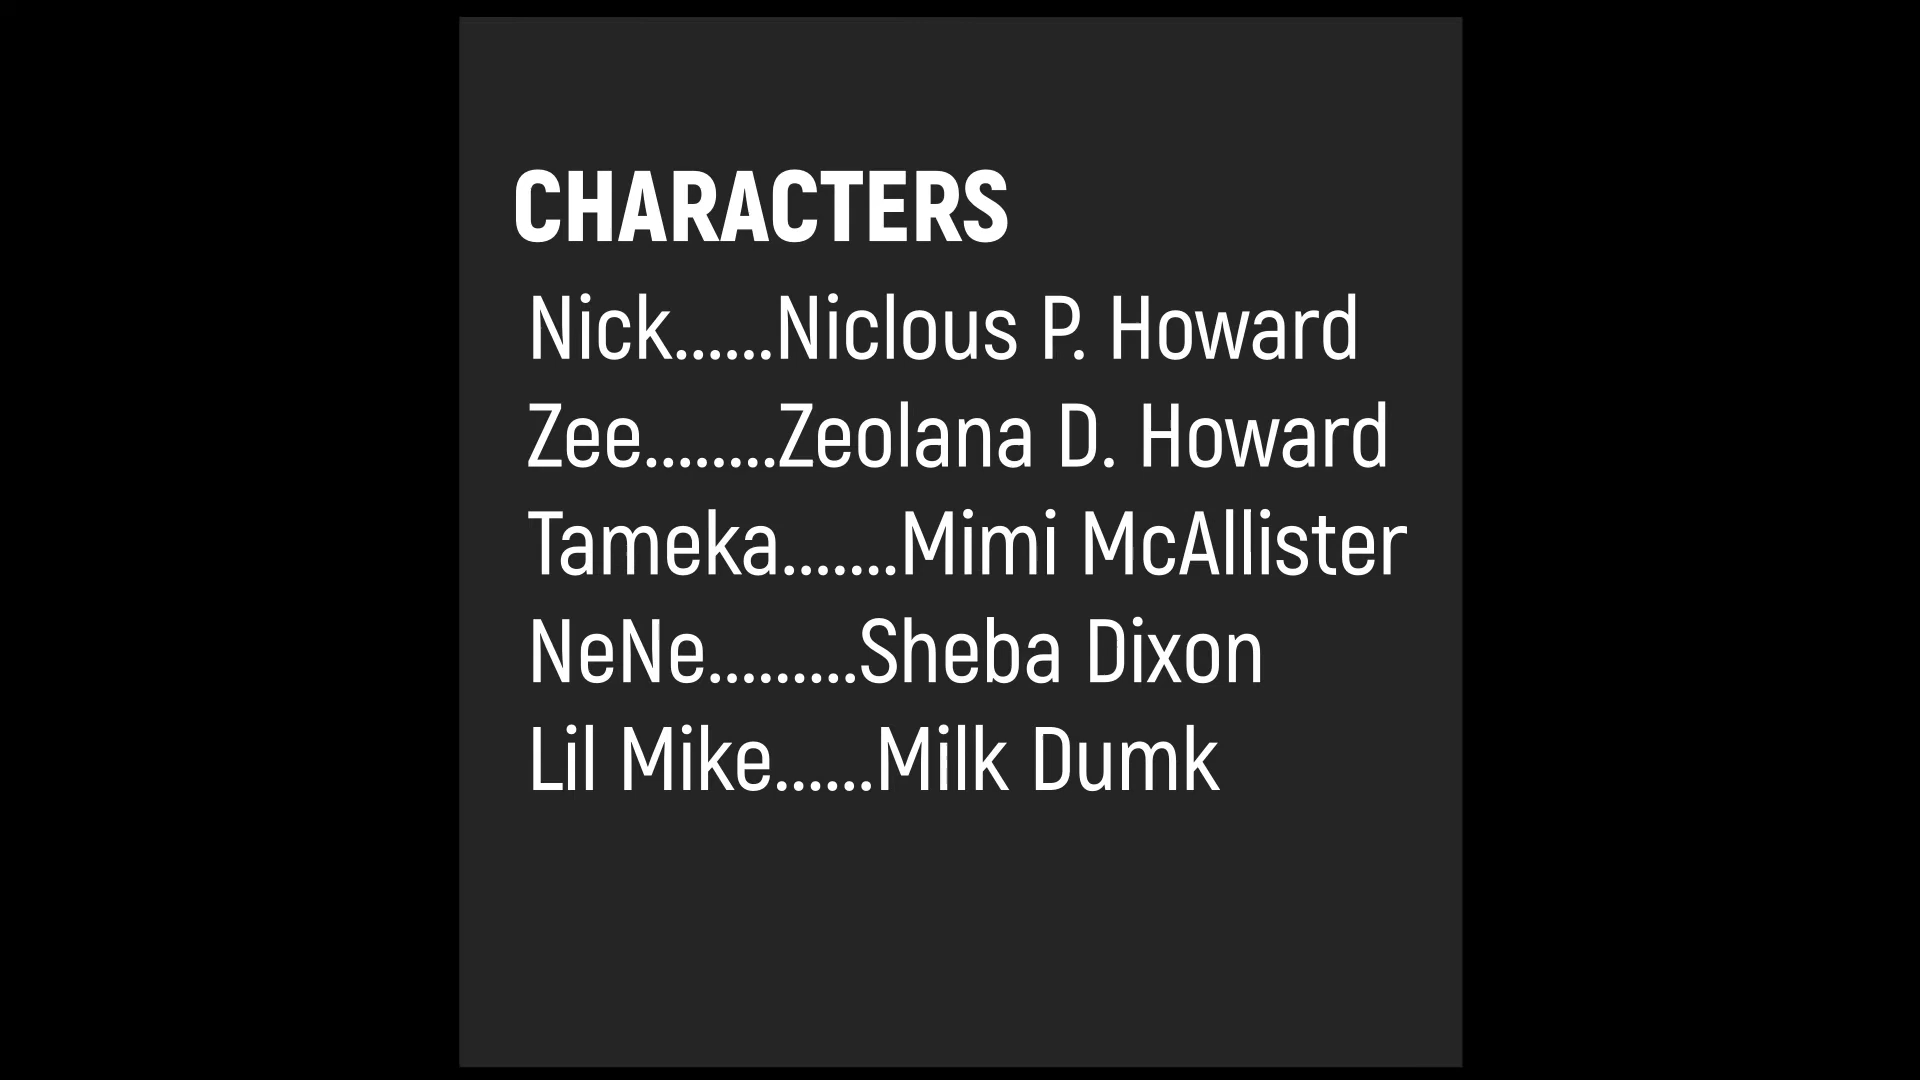 CHARACTERS
Nick......Niclous P. Howard
Zee........Zeolana D. Howard
Tameka.......Mimi McAllister
NeNe.........Sheba Dixon
Lil Mike......Milk Dumk